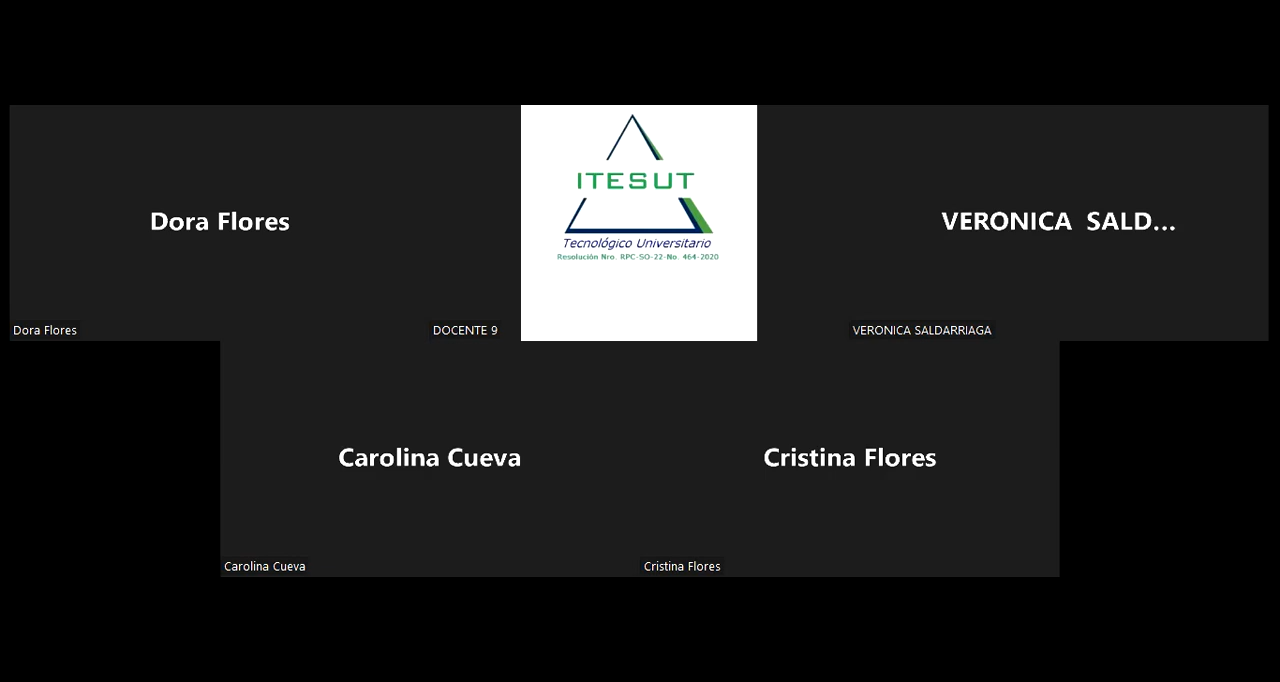 Dora Flores
ITESUT
Tecnológico Universitario
Resolución Nro. RPC-SO-22-No. 464-2020
VERONICA SALD...
Dora Flores
DOCENTE 9
VERONICA SALDARRIAGA
Carolina Cueva
Cristina Flores
Carolina Cueva
Cristina Flores